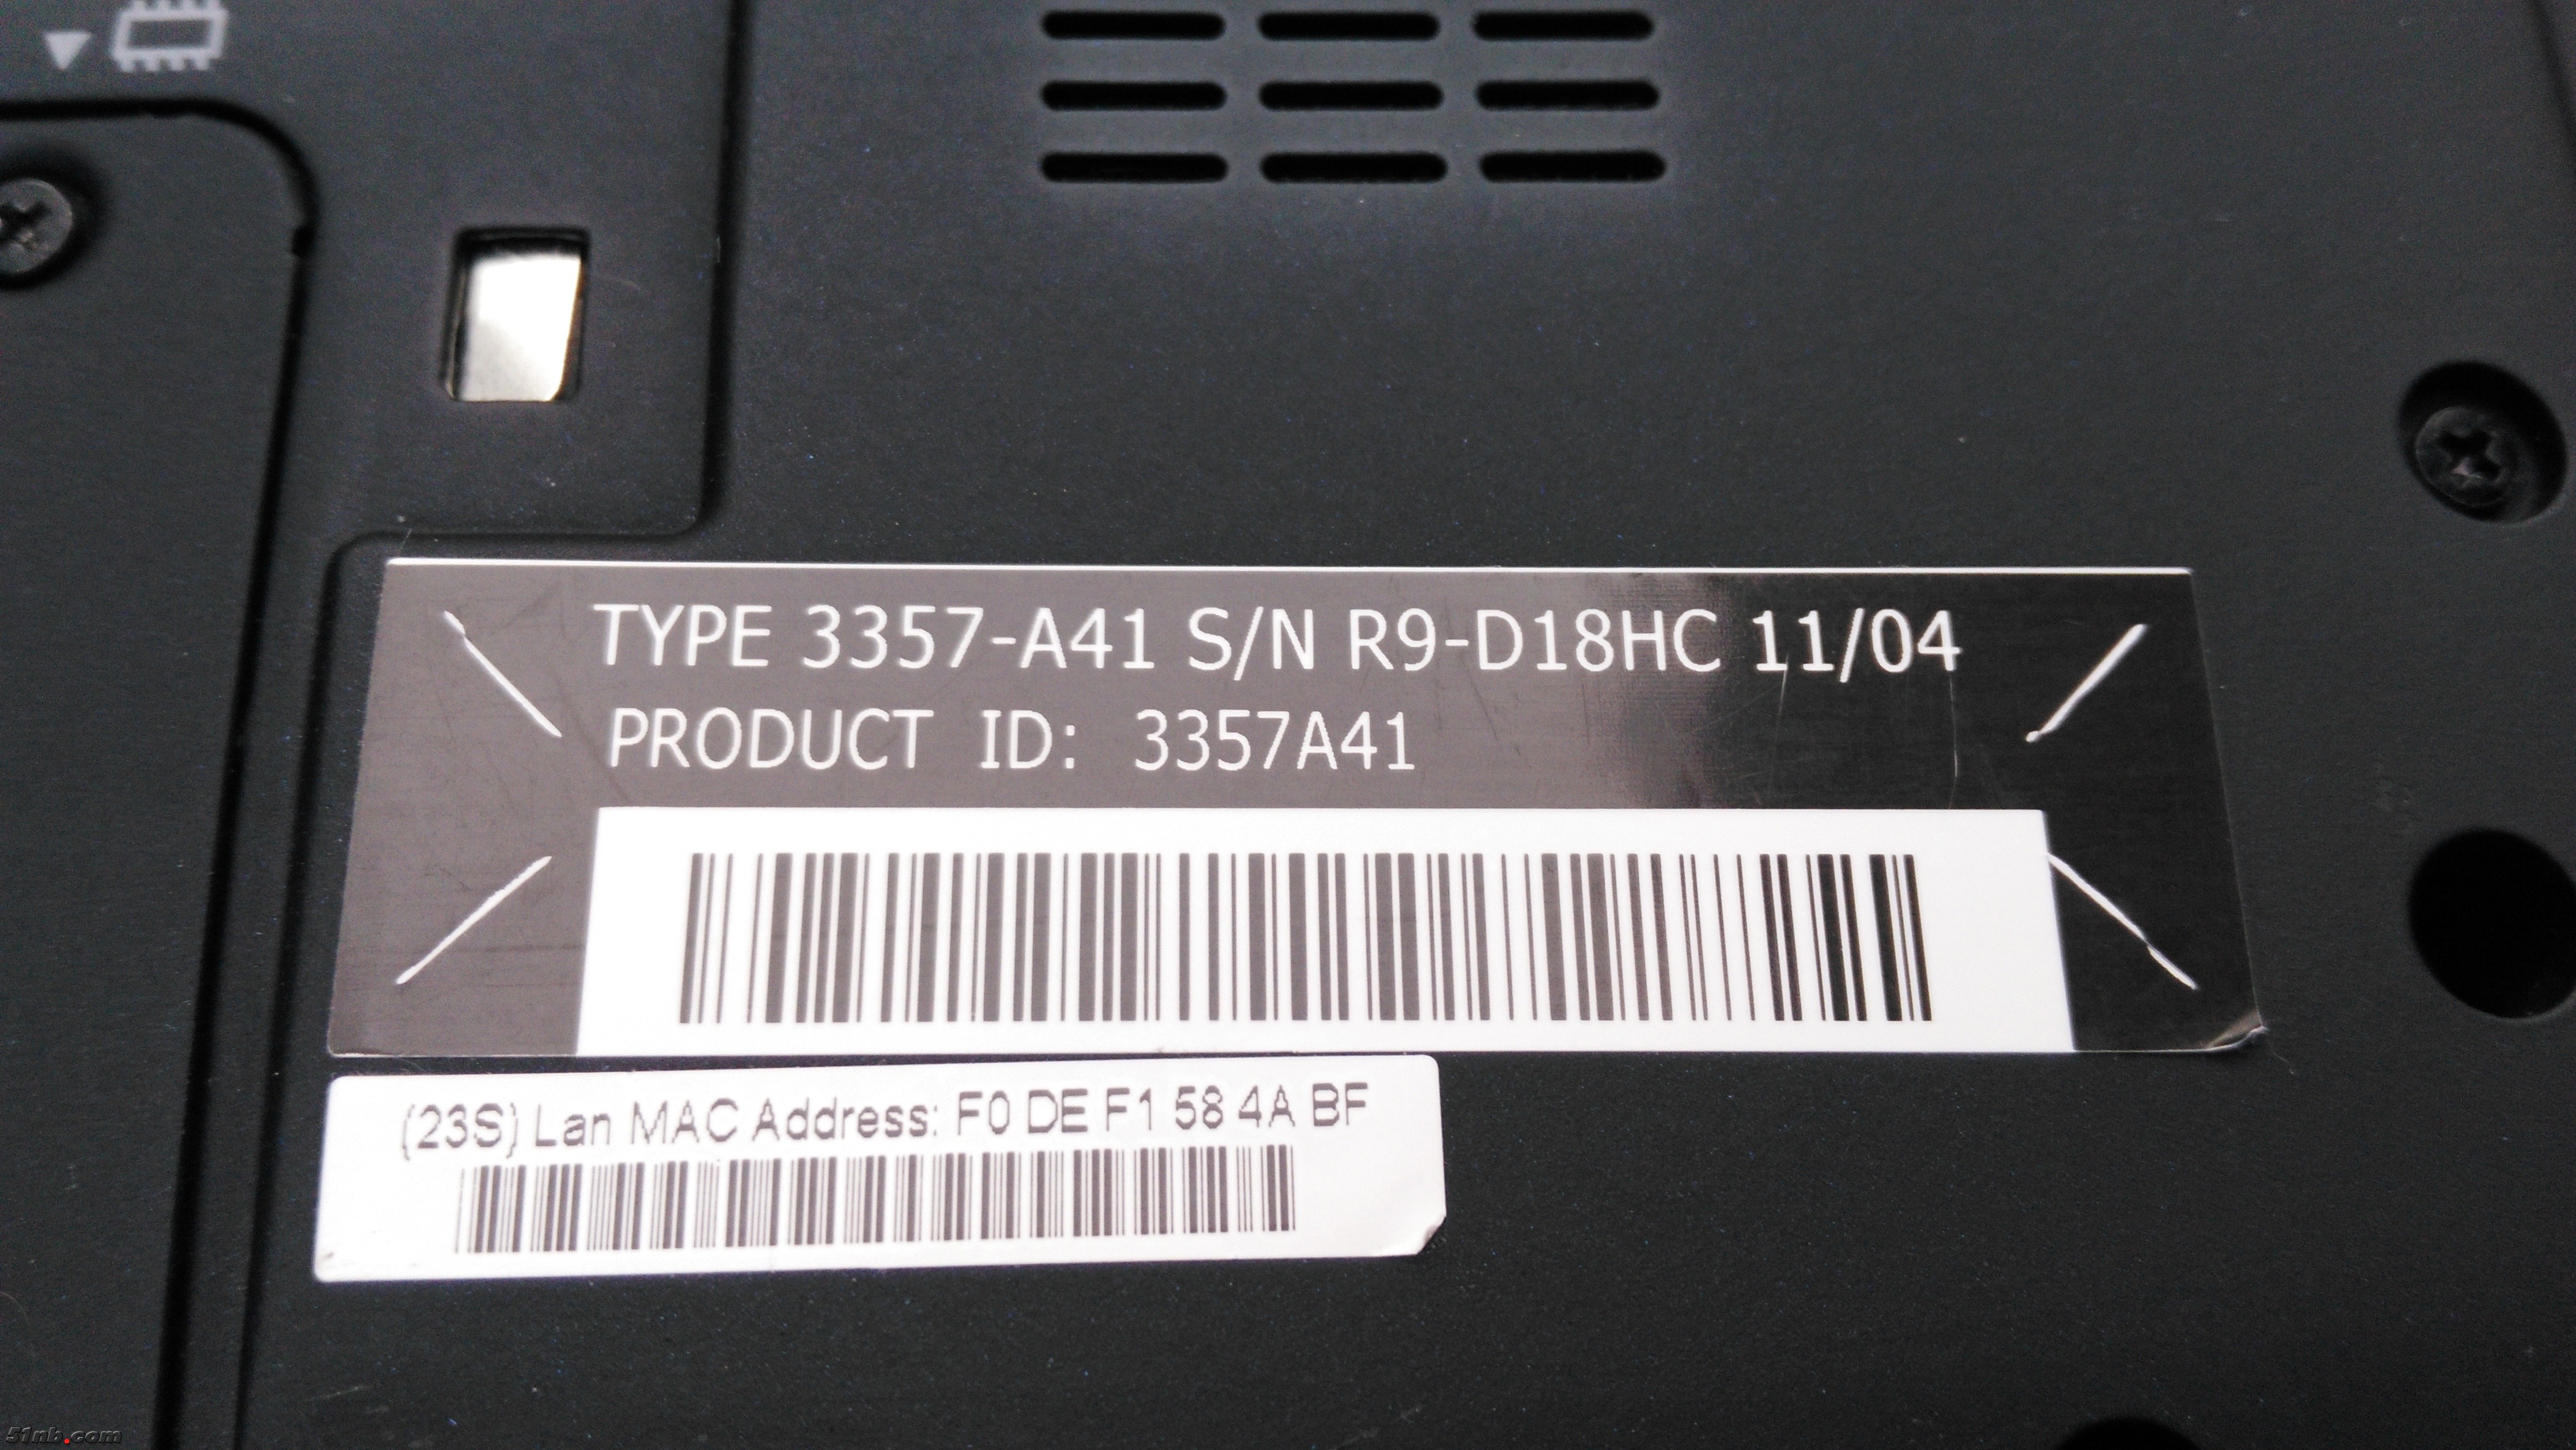 TYPE 3357-A41 S/N R9-D18HC 11/04
PRODUCT ID: 3357A41
(23S) Lan MAC Address: F0 DE F1 58 4A BF
51nb.com